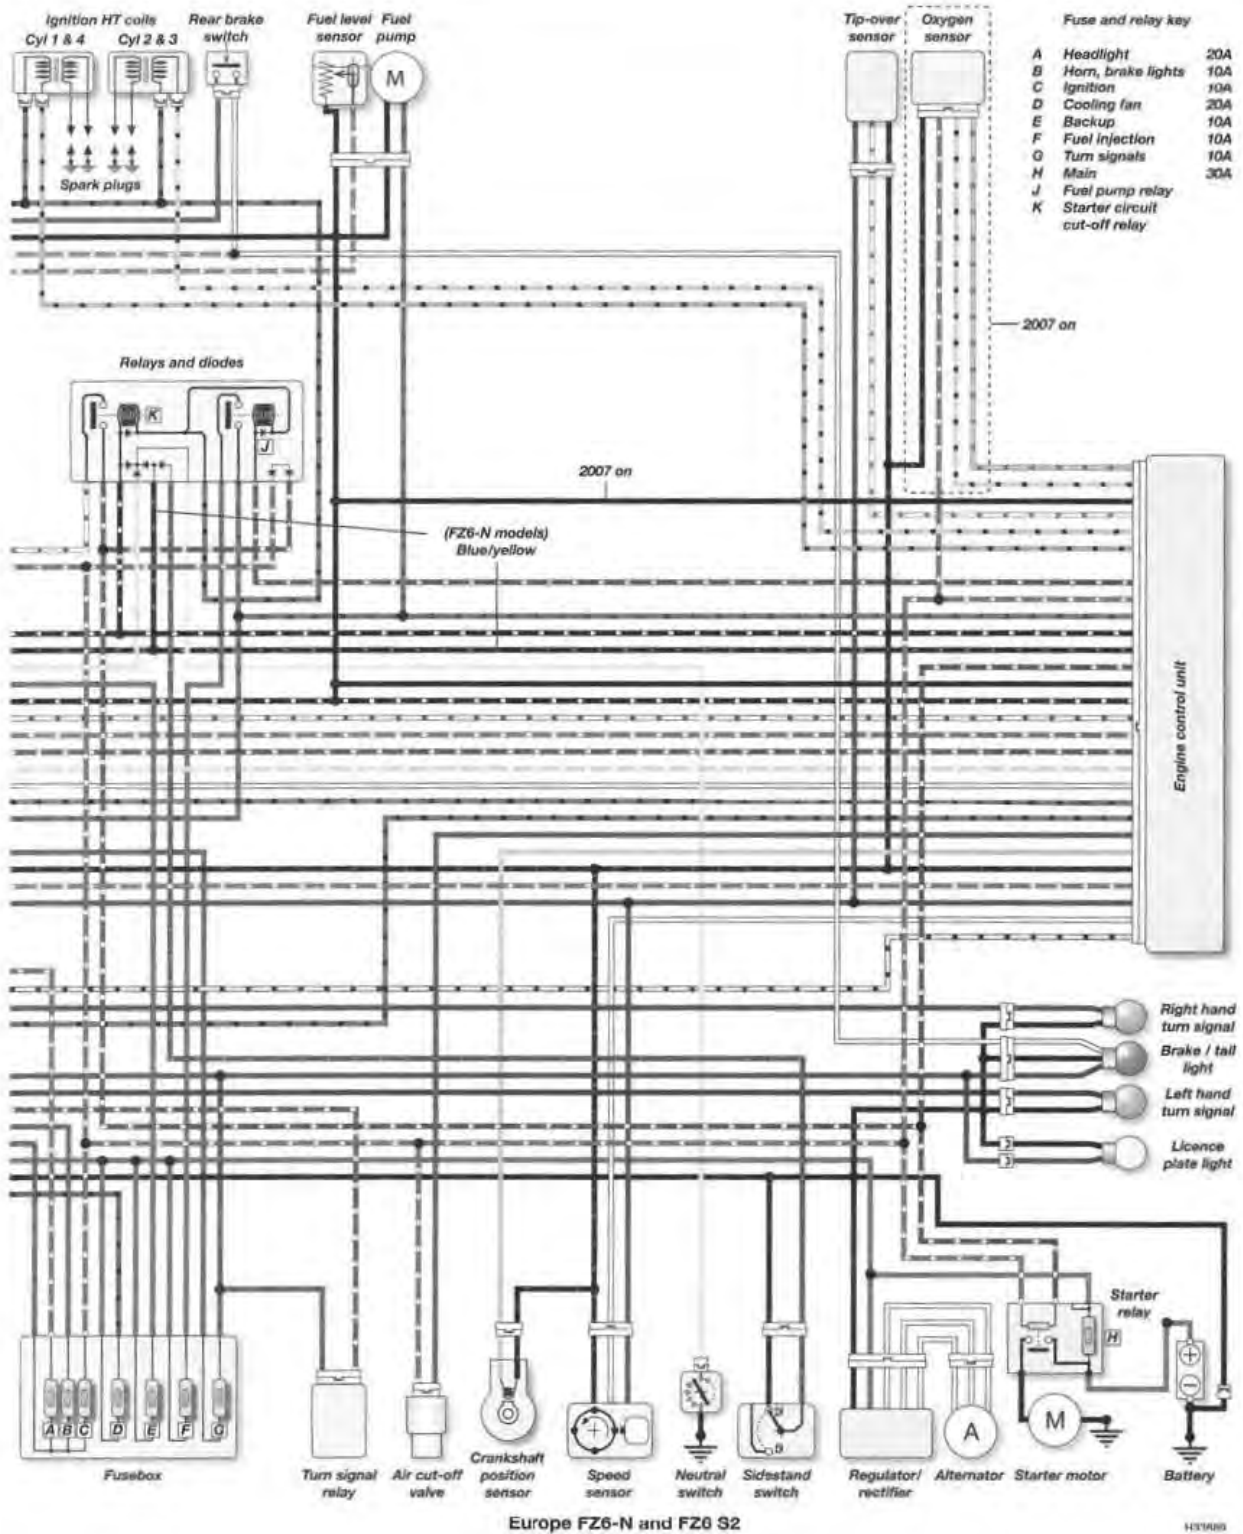 Ignition HT coils
Cyl 1 & 4 Cyl 2 & 3
Rear brake
switch
Fuel level
sensor
Fuel
pump
Tip-over
sensor
Oxygen
sensor
Fuse and relay key
A Headlight 20A
B Horn, brake lights 10A
C Ignition 10A
D Cooling fan 20A
E Backup 10A
F Fuel injection 10A
G Turn signals 10A
H Main 30A
J Fuel pump relay
K Starter circuit
cut-off relay
M
Spark plugs
2007 on
Relays and diodes
K
J
2007 on
(FZ6-N models)
Blue/yellow
Engine control unit
Right hand
turn signal
Brake / tail
light
Left hand
turn signal
Licence
plate light
Starter
relay
H
A B C D E F G
A
M
Fusebox
Turn signal
relay
Air cut-off
valve
Crankshaft
position
sensor
Speed
sensor
Neutral
switch
Sidestand
switch
Regulator/
rectifier
Alternator
Starter motor
Battery
Europe FZ6-N and FZ6 S2